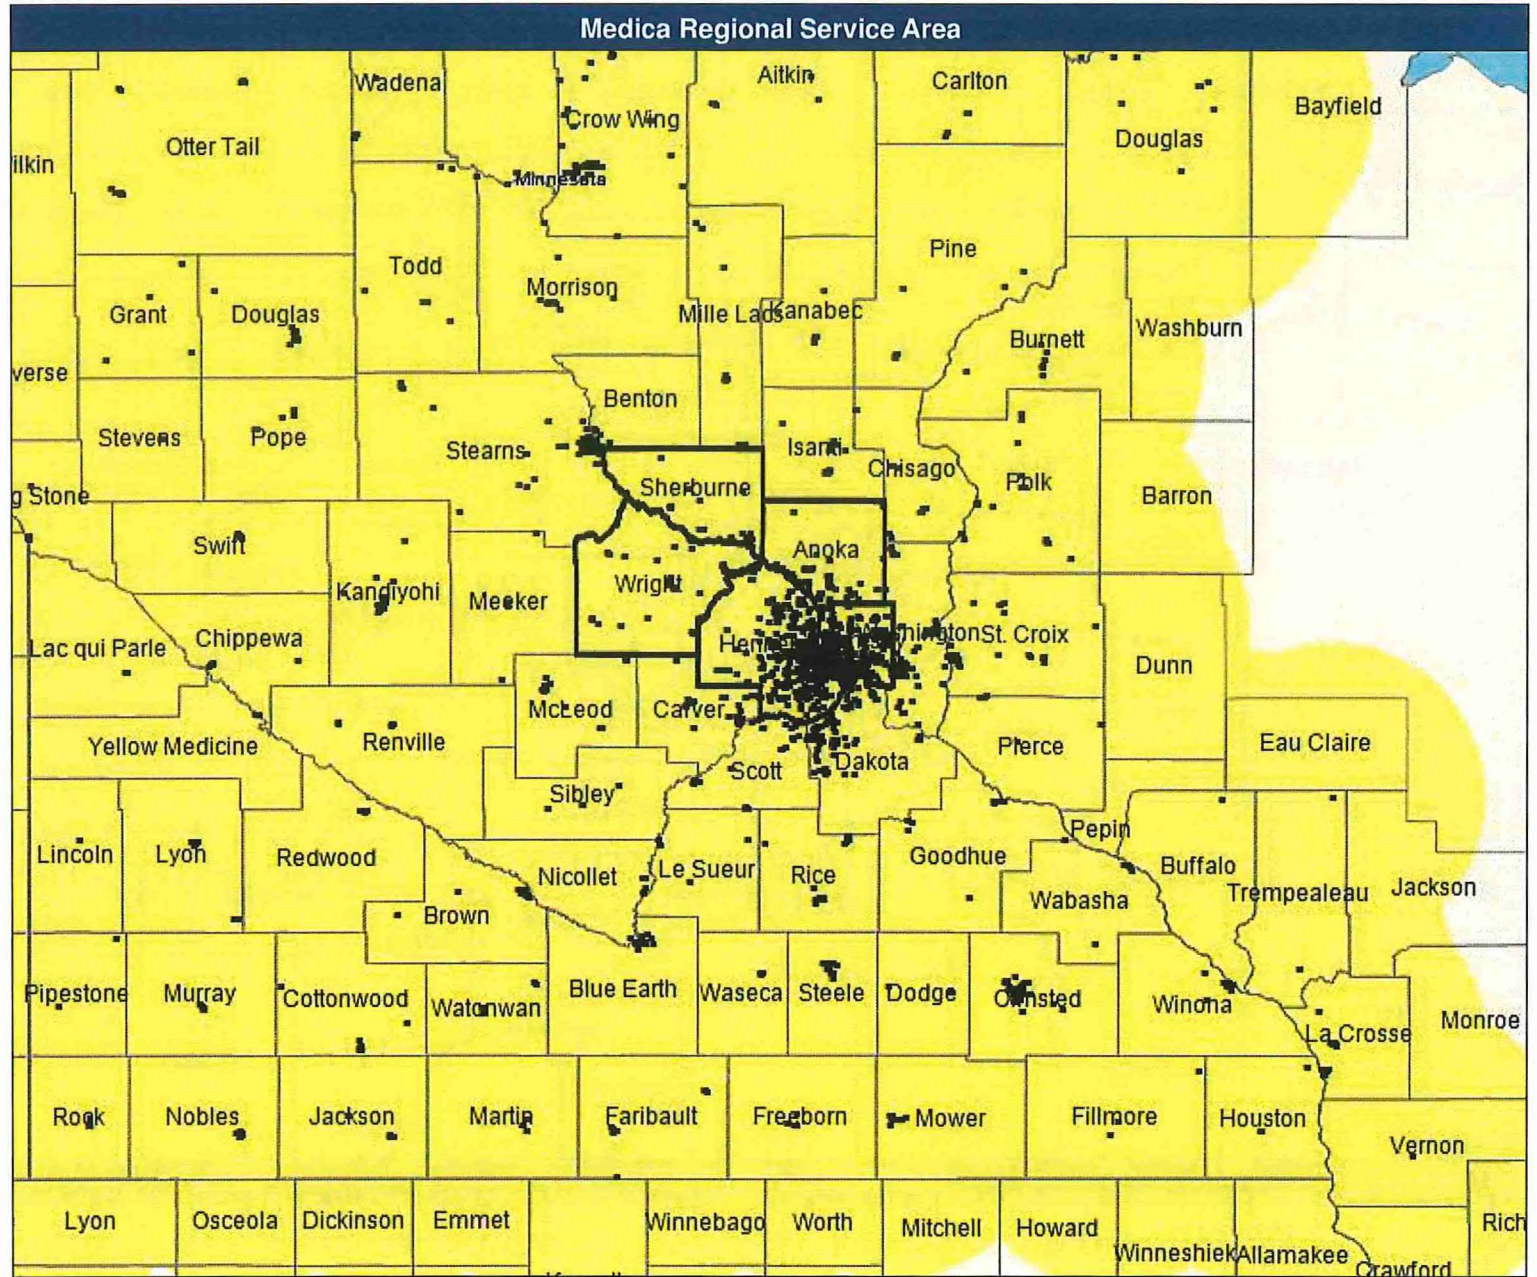 Medica Regional Service Area
Wadena
Aitkin
Carlton
Bayfield
Crow Wing
Otter Tail
Douglas
ilkin
Minnesota
Todd
Pine
Morrison
Grant
Douglas
Mille Lacs
Kanabec
Washburn
Burnett
verse
Benton
Stevens
Pope
Stearns
Isanti
Chisago
Polk
Barron
g Stone
Sherburne
Swift
Anoka
Kandiyohi
Meeker
Wright
Lac qui Parle
Chippewa
Henne
Washington
St. Croix
Dunn
McLeod
Carver
Yellow Medicine
Renville
Pierce
Eau Claire
Scott
Dakota
Sibley
Pepin
Lincoln
Lyon
Redwood
Nicollet
Le Sueur
Rice
Goodhue
Buffalo
Trempealeau
Jackson
Brown
Wabasha
Pipestone
Murray
Cottonwood
Watonwan
Blue Earth
Waseca
Steele
Dodge
Olmsted
Winona
La Crosse
Monroe
Rock
Nobles
Jackson
Martin
Faribault
Freeborn
Mower
Fillmore
Houston
Vernon
Lyon
Osceola
Dickinson
Emmet
Winnebago
Worth
Mitchell
Howard
Winneshiek
Allamakee
Rich
Crawford